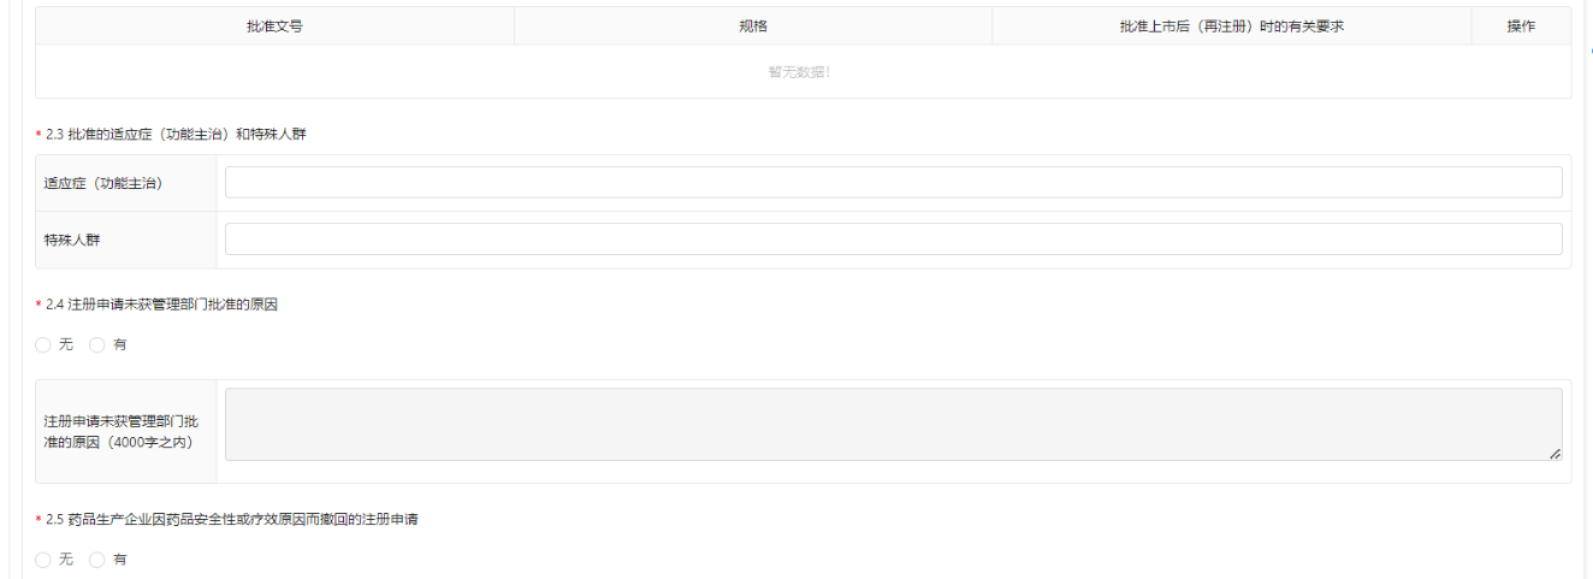 批准文号 规格 批准上市后（再注册）时的有关要求 操作
暂无数据!
* 2.3 批准的适应症（功能主治）和特殊人群
适应症（功能主治）
特殊人群
* 2.4 注册申请未获管理部门批准的原因
无 有
注册申请未获管理部门批
准的原因（4000字之内）
* 2.5 药品生产企业因药品安全性或疗效原因而撤回的注册申请
无 有